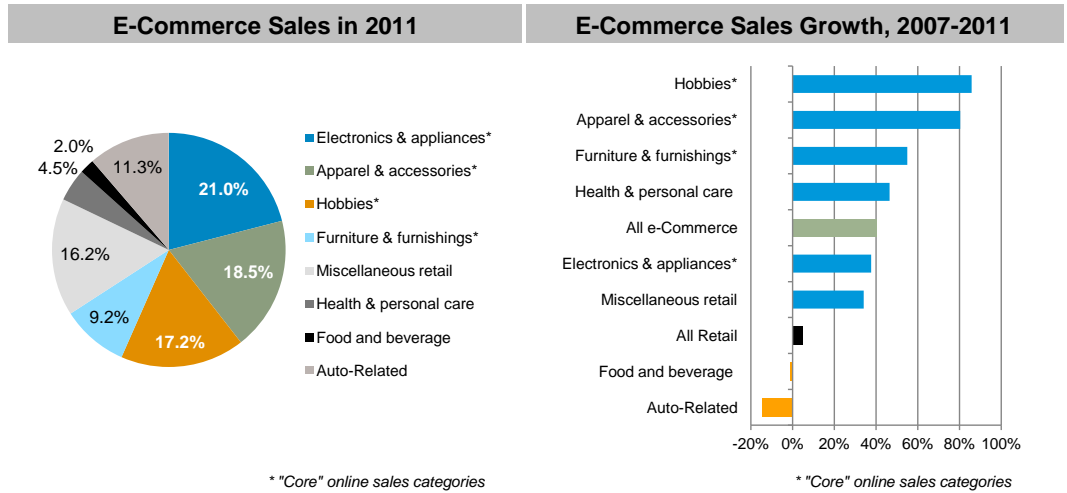 E-Commerce Sales in 2011
21.0%
18.5%
17.2%
9.2%
16.2%
4.5%
2.0%
11.3%
Electronics & appliances*
Apparel & accessories*
Hobbies*
Furniture & furnishings*
Miscellaneous retail
Health & personal care
Food and beverage
Auto-Related
* "Core" online sales categories
E-Commerce Sales Growth, 2007-2011
Hobbies*
Apparel & accessories*
Furniture & furnishings*
Health & personal care
All e-Commerce
Electronics & appliances*
Miscellaneous retail
All Retail
Food and beverage
Auto-Related
-20% 0% 20% 40% 60% 80% 100%
* "Core" online sales categories